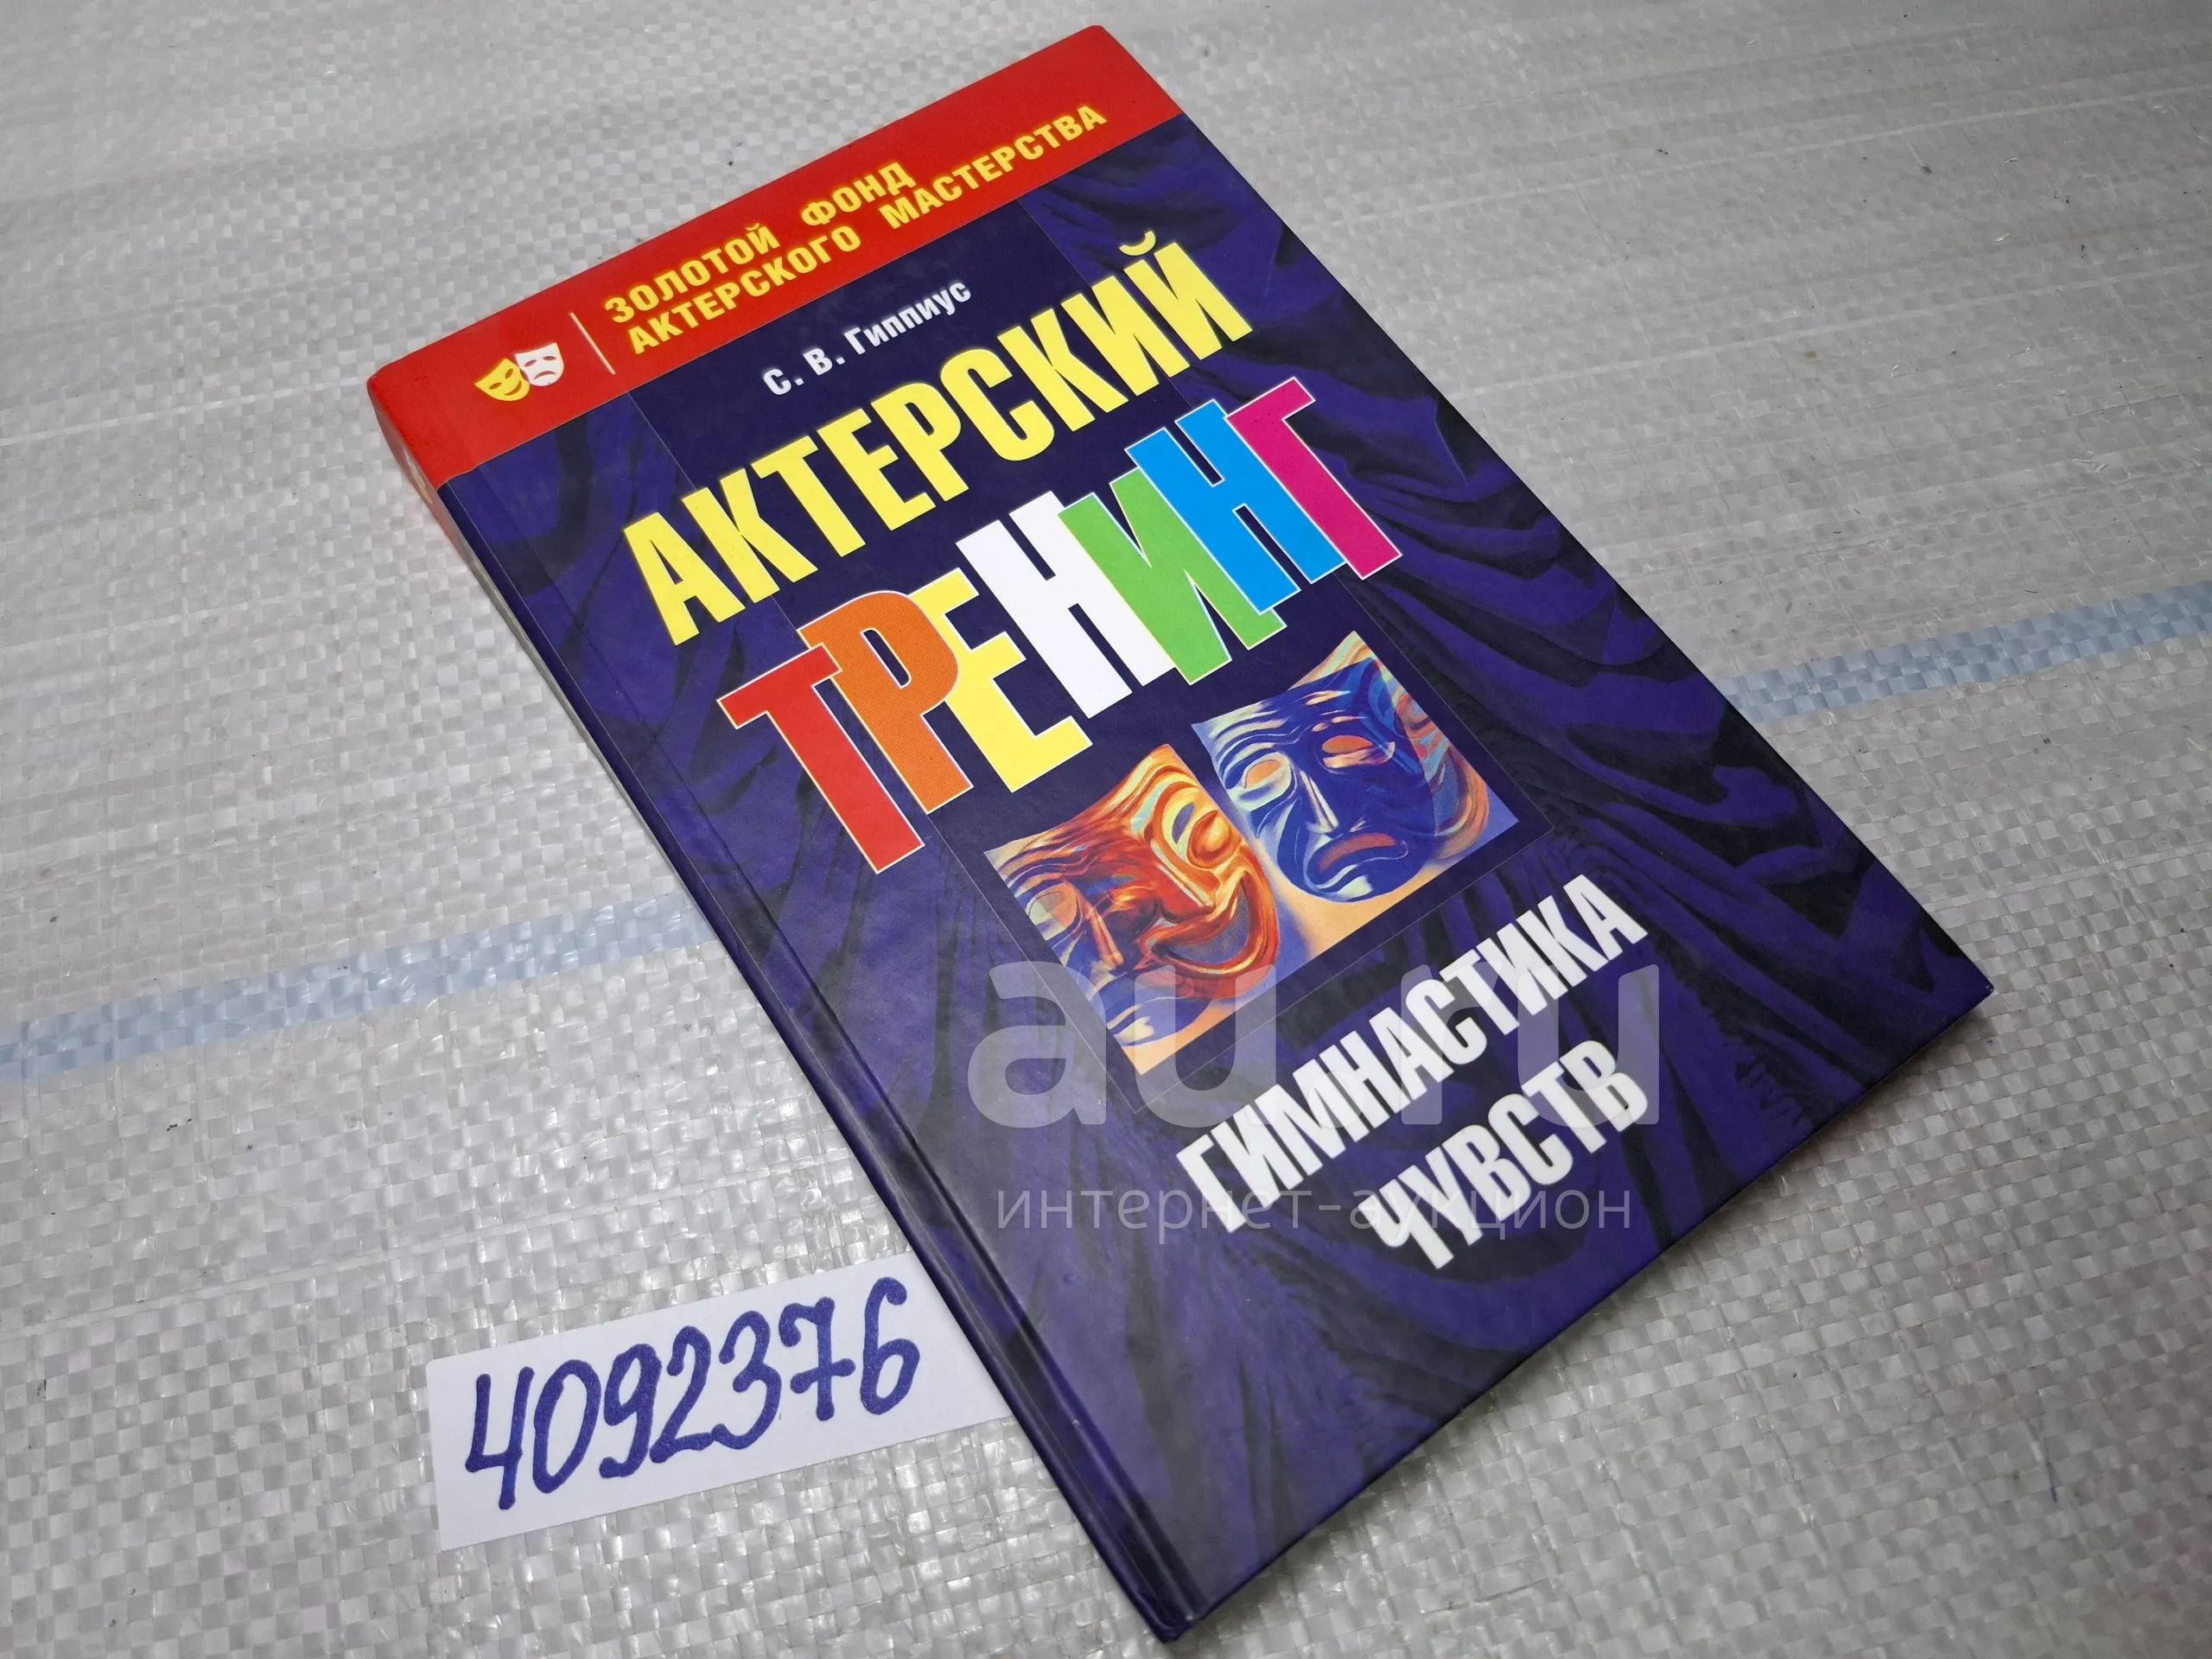 ЗОЛОТОЙ ФОНД
АКТЕРСКОГО МАСТЕРСТВА
С. В. Гиппиус
АКТЕРСКИЙ
ТРЕНИНГ
ГИМНАСТИКА
ЧУВСТВ
au.ru
интернет-аукцион
4092376